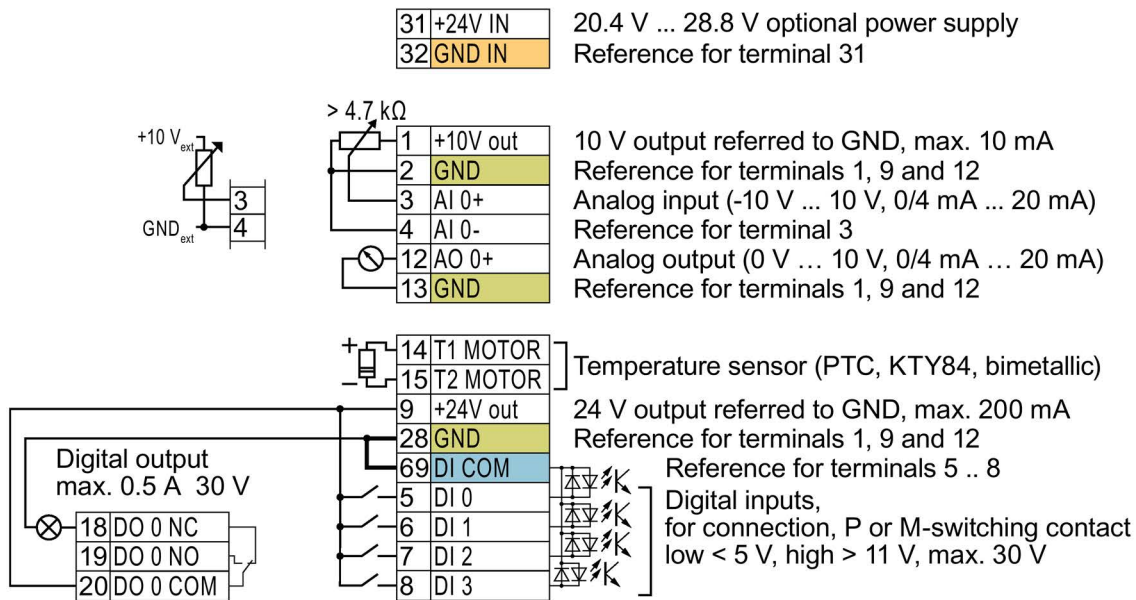 31 +24V IN 20.4 V ... 28.8 V optional power supply
32 GND IN Reference for terminal 31
> 4.7 kΩ
+10 Vext
3
GNDext 4
1 +10V out 10 V output referred to GND, max. 10 mA
2 GND Reference for terminals 1, 9 and 12
3 AI 0+ Analog input (-10 V ... 10 V, 0/4 mA ... 20 mA)
4 AI 0- Reference for terminal 3
12 AO 0+ Analog output (0 V … 10 V, 0/4 mA … 20 mA)
13 GND Reference for terminals 1, 9 and 12
+ 14 T1 MOTOR
− 15 T2 MOTOR
Temperature sensor (PTC, KTY84, bimetallic)
9 +24V out 24 V output referred to GND, max. 200 mA
28 GND Reference for terminals 1, 9 and 12
69 DI COM Reference for terminals 5 .. 8
5 DI 0
6 DI 1
7 DI 2
8 DI 3
Digital inputs,
for connection, P or M-switching contact
low < 5 V, high > 11 V, max. 30 V
Digital output
max. 0.5 A 30 V
18 DO 0 NC
19 DO 0 NO
20 DO 0 COM